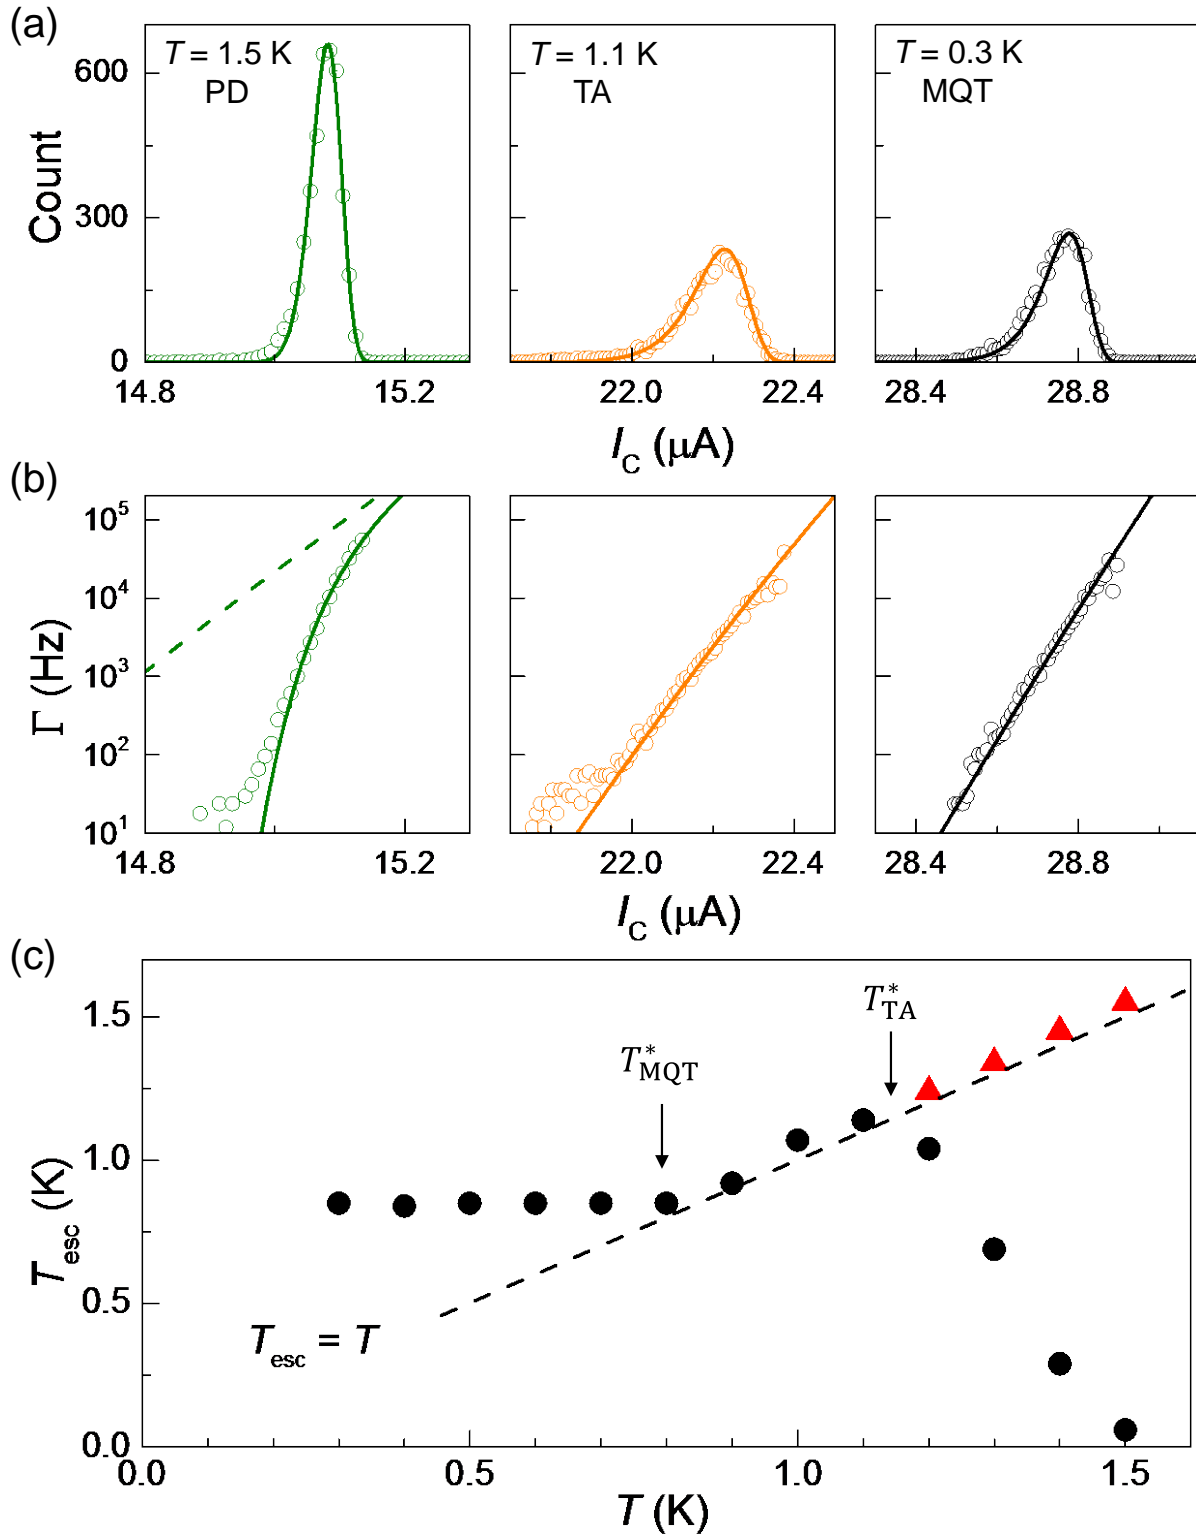 (a)
T = 1.5 K
PD
T = 1.1 K
TA
T = 0.3 K
MQT
Count
600
300
0
14.8 15.2
22.0 22.4
28.4 28.8
I_C (μA)
(b)
Γ (Hz)
10^5
10^4
10^3
10^2
10^1
14.8 15.2
22.0 22.4
28.4 28.8
I_C (μA)
(c)
T_esc (K)
1.5
1.0
0.5
0.0
T*_MQT
T*_TA
T_esc = T
0.0 0.5 1.0 1.5
T (K)